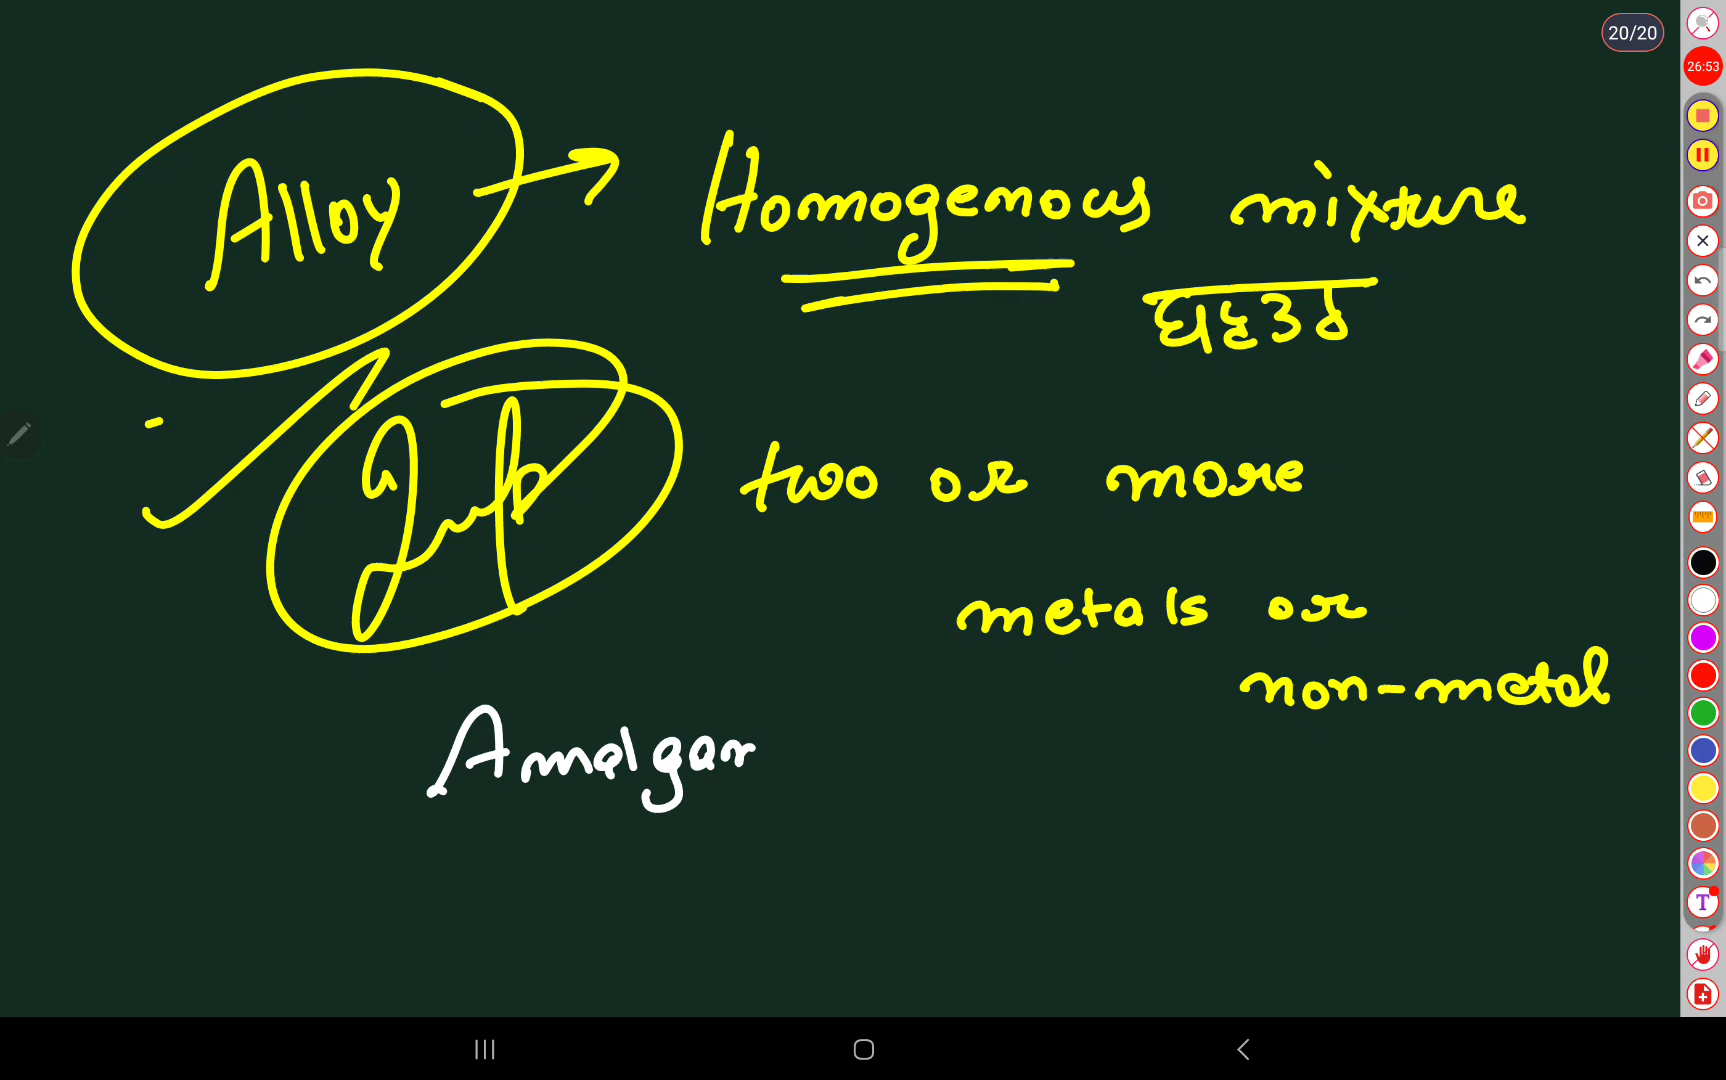 20/20
26:53
Alloy → Homogenous mixture
two or more
metals or
non-metal
Amalgam
T